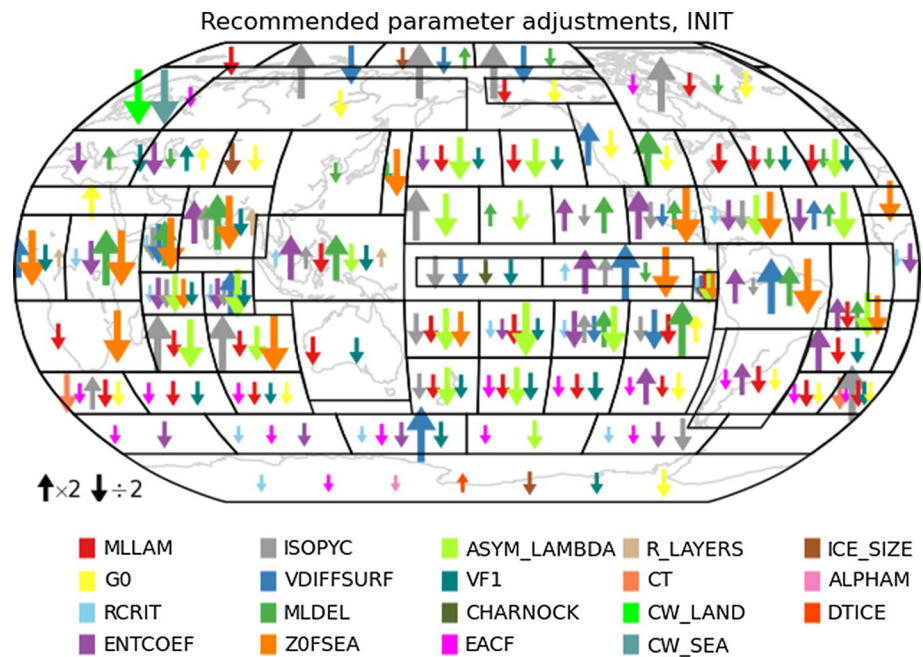 Recommended parameter adjustments, INIT
×2 ÷2
MLLAM ISOPYC ASYM_LAMBDA R_LAYERS ICE_SIZE
G0 VDIFFSURF VF1 CT ALPHAM
RCRIT MLDEL CHARNOCK CW_LAND DTICE
ENTCOEF Z0FSEA EACF CW_SEA